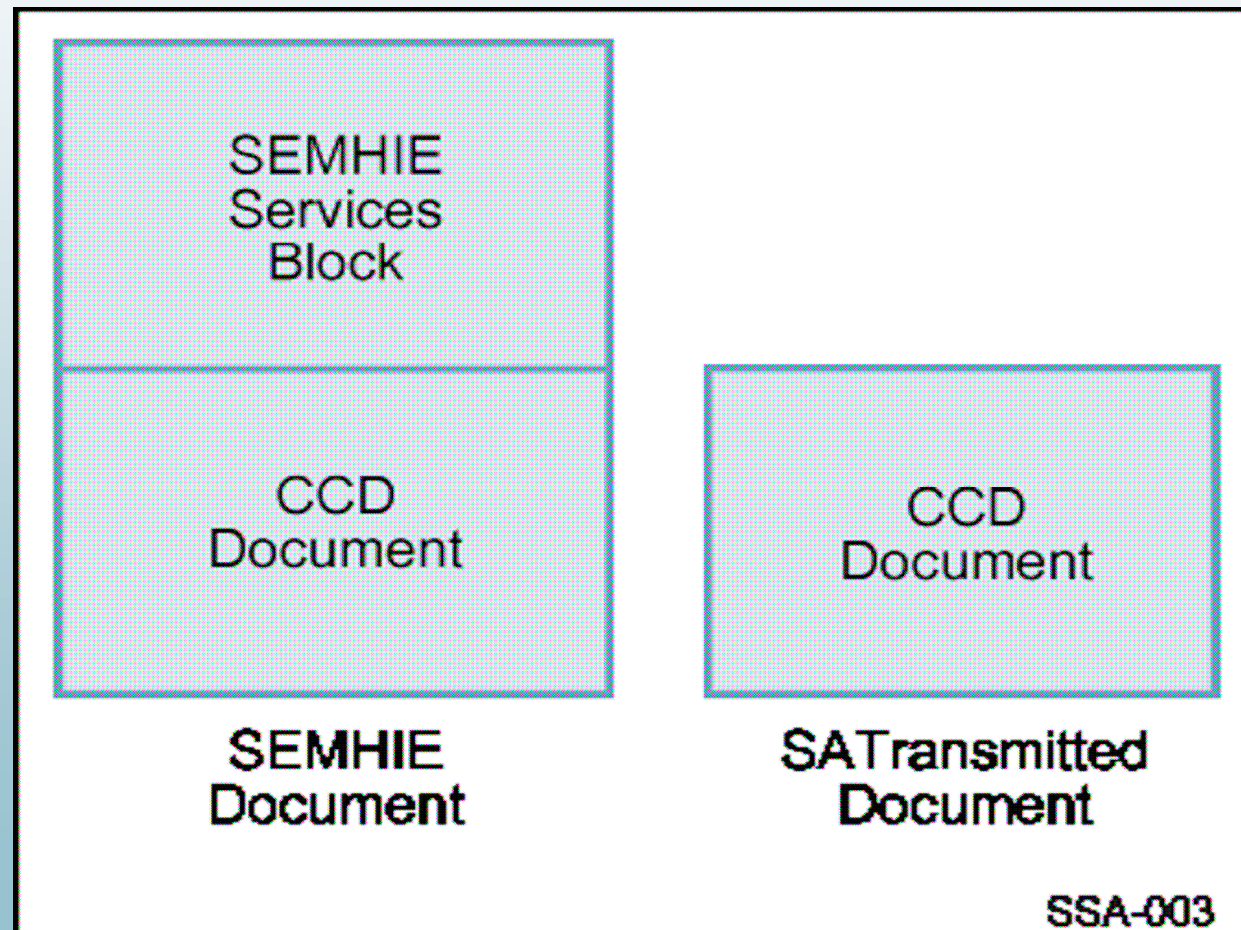 SEMHIE
Services
Block
CCD
Document
SEMHIE
Document
CCD
Document
SATransmitted
Document
SSA-003